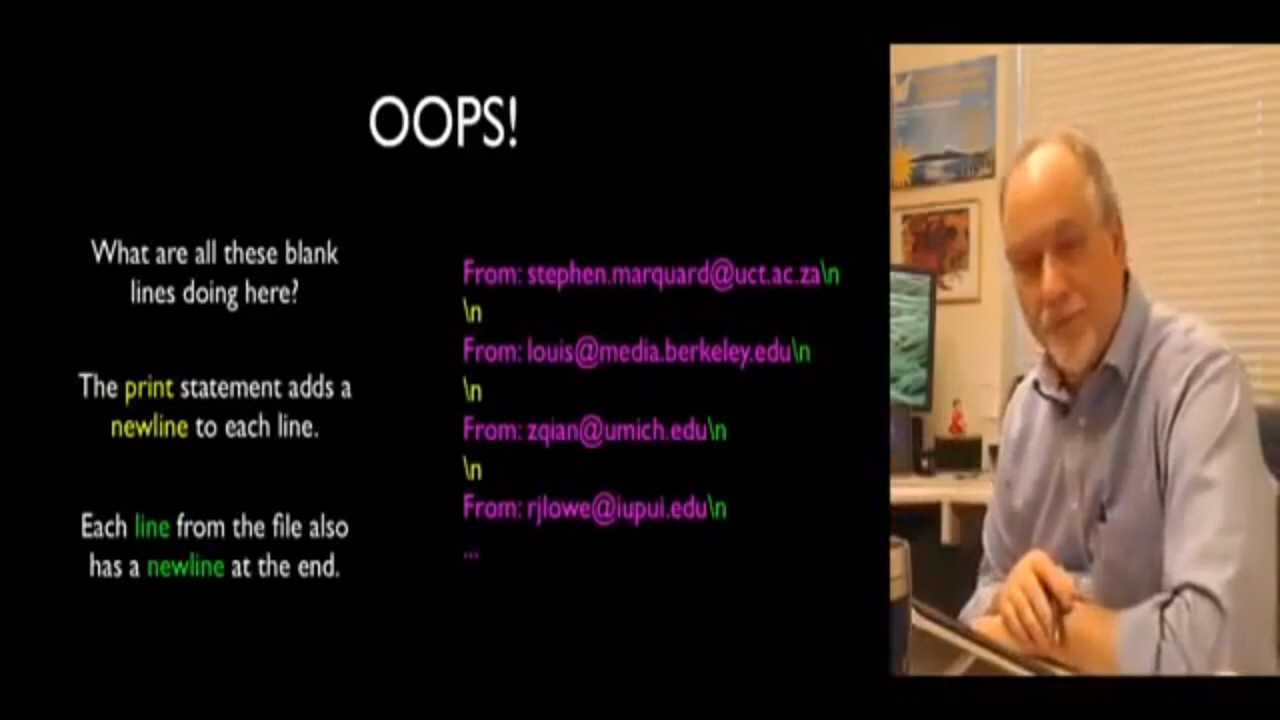 OOPS!
What are all these blank
lines doing here?
The print statement adds a
newline to each line.
Each line from the file also
has a newline at the end.
From: stephen.marquard@uct.ac.za\n
\n
From: louis@media.berkeley.edu\n
\n
From: zqian@umich.edu\n
\n
From: rjlowe@iupui.edu\n
...